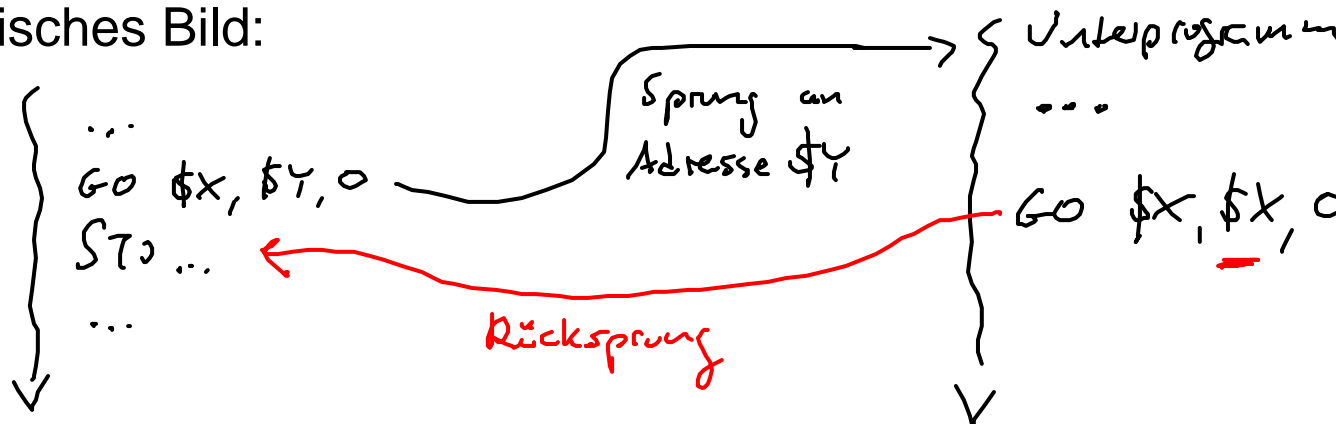 isches Bild:
...
GO $X, $Y, 0
STO ...
...
Sprung an
Adresse $Y
Unterprogramm
...
GO $X, $X, 0
Rücksprung